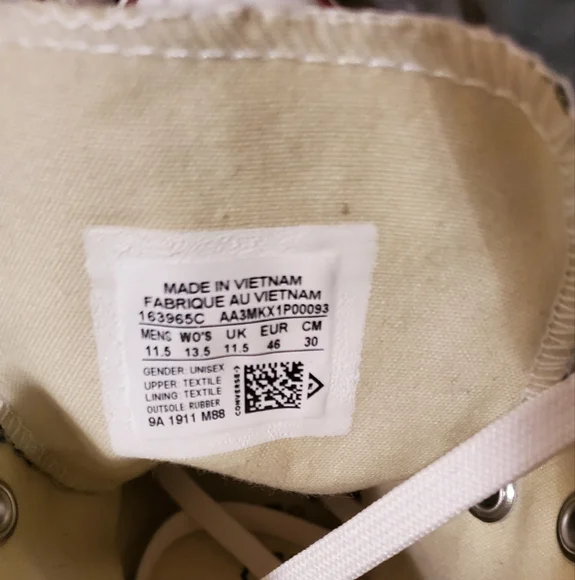 MADE IN VIETNAM
FABRIQUE AU VIETNAM
163965C AA3MKX1P00093
MENS WO'S UK EUR CM
11.5 13.5 11.5 46 30
GENDER: UNISEX
UPPER: TEXTILE
LINING: TEXTILE
OUTSOLE: RUBBER
9A 1911 M88
CONVERSE